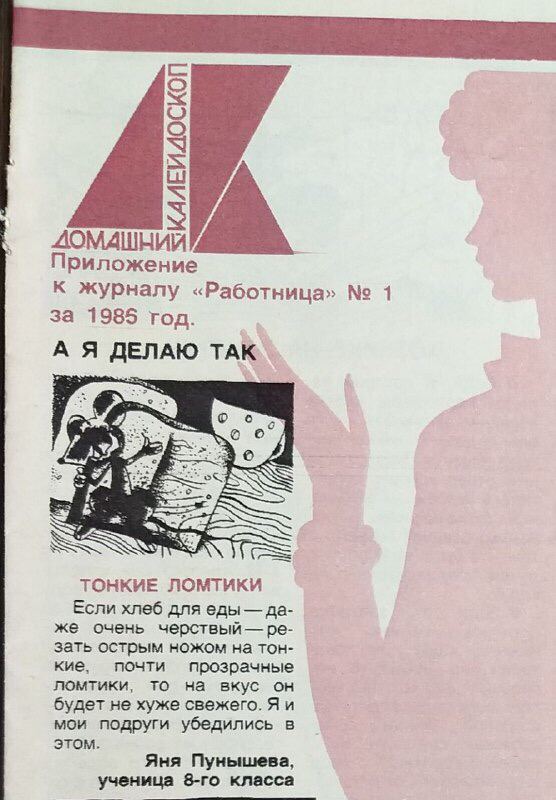 ДОМАШНИЙ
КАЛЕЙДОСКОП
Приложение
к журналу «Работница» № 1
за 1986 год.
А Я ДЕЛАЮ ТАК
ТОНКИЕ ЛОМТИКИ
Если хлеб для еды — да-
же очень черствый — ре-
зать острым ножом на тон-
кие, почти прозрачные
ломтики, то на вкус он
будет не хуже свежего. Я и
мои подруги убедились в
этом.
Яня Пунышева,
ученица 8-го класса